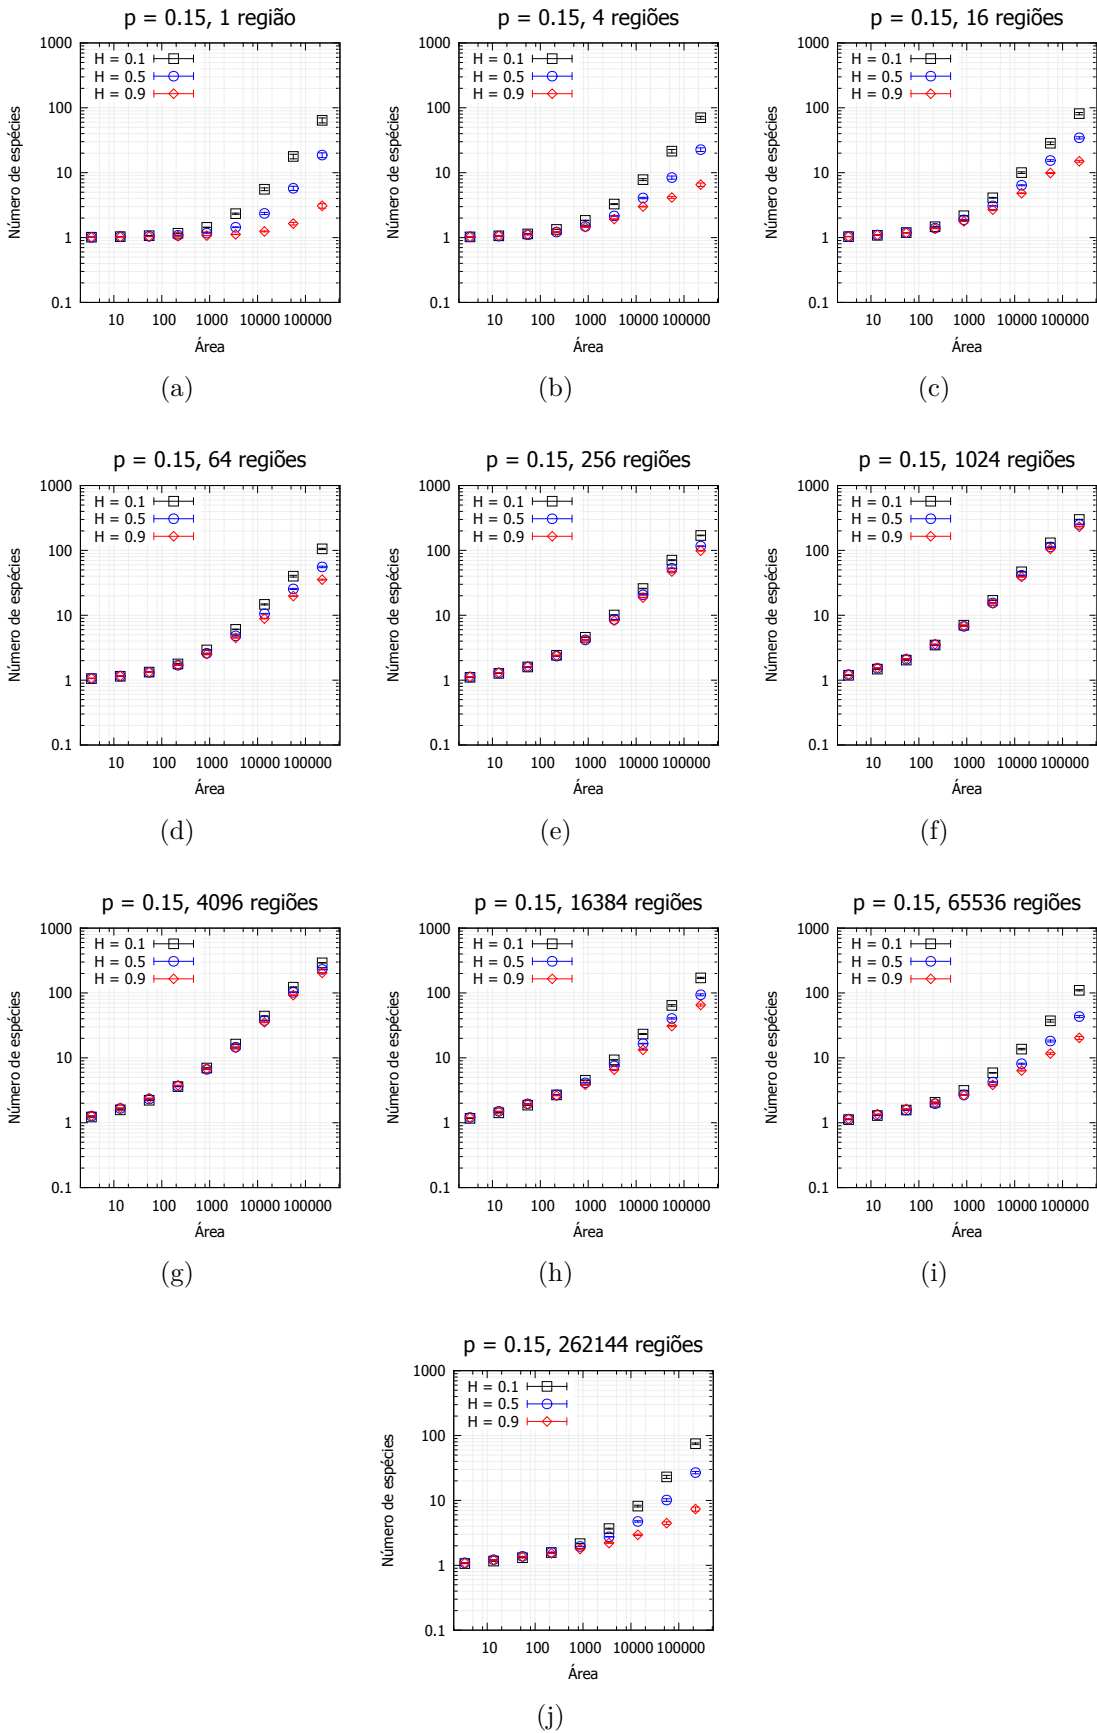 p = 0.15, 1 região
1000
100
10
1
0.1
H = 0.1
H = 0.5
H = 0.9
Número de espécies
10 100 1000 10000 100000
Área
(a)
p = 0.15, 4 regiões
1000
100
10
1
0.1
H = 0.1
H = 0.5
H = 0.9
Número de espécies
10 100 1000 10000 100000
Área
(b)
p = 0.15, 16 regiões
1000
100
10
1
0.1
H = 0.1
H = 0.5
H = 0.9
Número de espécies
10 100 1000 10000 100000
Área
(c)
p = 0.15, 64 regiões
1000
100
10
1
0.1
H = 0.1
H = 0.5
H = 0.9
Número de espécies
10 100 1000 10000 100000
Área
(d)
p = 0.15, 256 regiões
1000
100
10
1
0.1
H = 0.1
H = 0.5
H = 0.9
Número de espécies
10 100 1000 10000 100000
Área
(e)
p = 0.15, 1024 regiões
1000
100
10
1
0.1
H = 0.1
H = 0.5
H = 0.9
Número de espécies
10 100 1000 10000 100000
Área
(f)
p = 0.15, 4096 regiões
1000
100
10
1
0.1
H = 0.1
H = 0.5
H = 0.9
Número de espécies
10 100 1000 10000 100000
Área
(g)
p = 0.15, 16384 regiões
1000
100
10
1
0.1
H = 0.1
H = 0.5
H = 0.9
Número de espécies
10 100 1000 10000 100000
Área
(h)
p = 0.15, 65536 regiões
1000
100
10
1
0.1
H = 0.1
H = 0.5
H = 0.9
Número de espécies
10 100 1000 10000 100000
Área
(i)
p = 0.15, 262144 regiões
1000
100
10
1
0.1
H = 0.1
H = 0.5
H = 0.9
Número de espécies
10 100 1000 10000 100000
Área
(j)